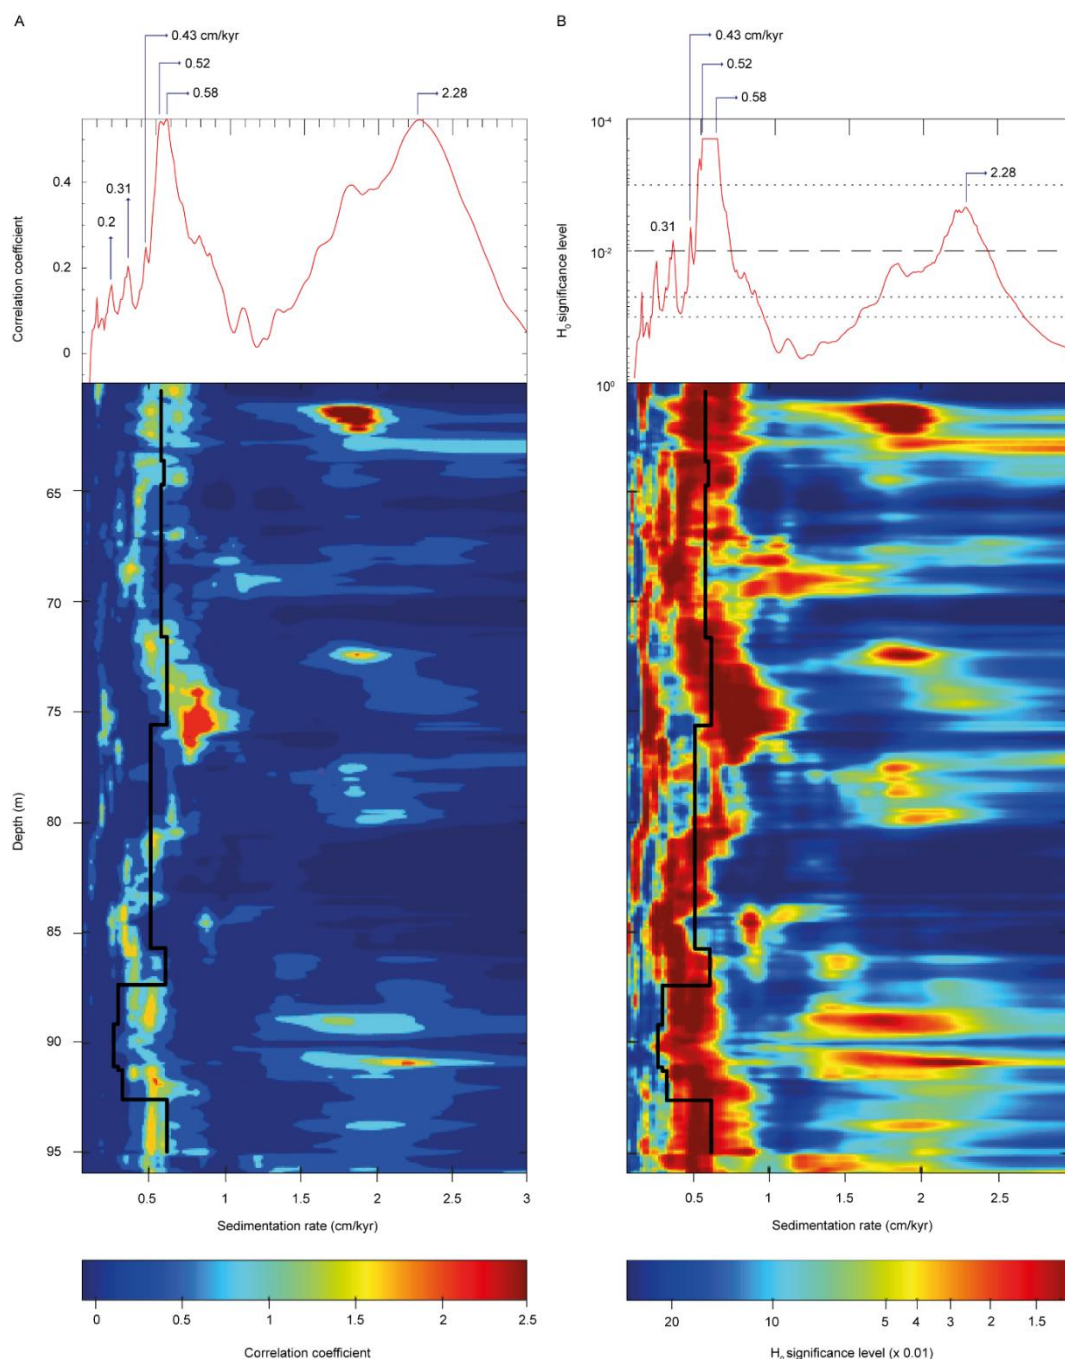 A
0.43 cm/kyr
0.52
0.58
2.28
0.31
0.2
0.4
0.2
0
Correlation coefficient
65
70
75
80
85
90
95
Depth (m)
0.5 1 1.5 2 2.5 3
Sedimentation rate (cm/kyr)
0 0.5 1 1.5 2 2.5
Correlation coefficient
B
0.43 cm/kyr
0.52
0.58
2.28
0.31
10⁻⁴
10⁻²
10⁰
H₀ significance level
0.5 1 1.5 2 2.5
Sedimentation rate (cm/kyr)
20 10 5 4 3 2 1.5
H₀ significance level (x 0.01)